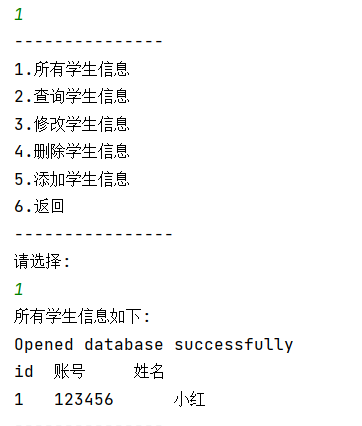 1
---------------
1.所有学生信息
2.查询学生信息
3.修改学生信息
4.删除学生信息
5.添加学生信息
6.返回
----------------
请选择:
1
所有学生信息如下:
Opened database successfully
id  账号     姓名
1   123456      小红
---------------